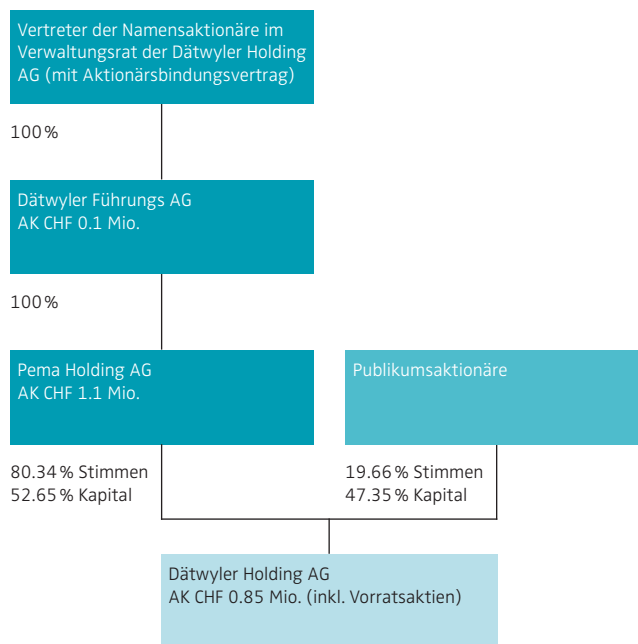 Vertreter der Namensaktionäre im
Verwaltungsrat der Dätwyler Holding
AG (mit Aktionärsbindungsvertrag)
100%
Dätwyler Führungs AG
AK CHF 0.1 Mio.
100%
Pema Holding AG
AK CHF 1.1 Mio.
Publikumsaktionäre
80.34% Stimmen
52.65% Kapital
19.66% Stimmen
47.35% Kapital
Dätwyler Holding AG
AK CHF 0.85 Mio. (inkl. Vorratsaktien)